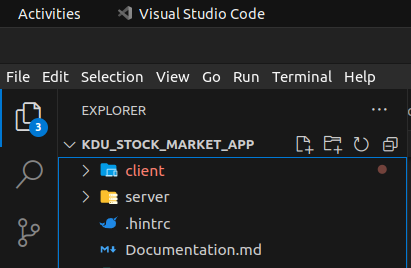 Activities Visual Studio Code
File Edit Selection View Go Run Terminal Help
EXPLORER
3
KDU_STOCK_MARKET_APP
client
server
.hintrc
Documentation.md